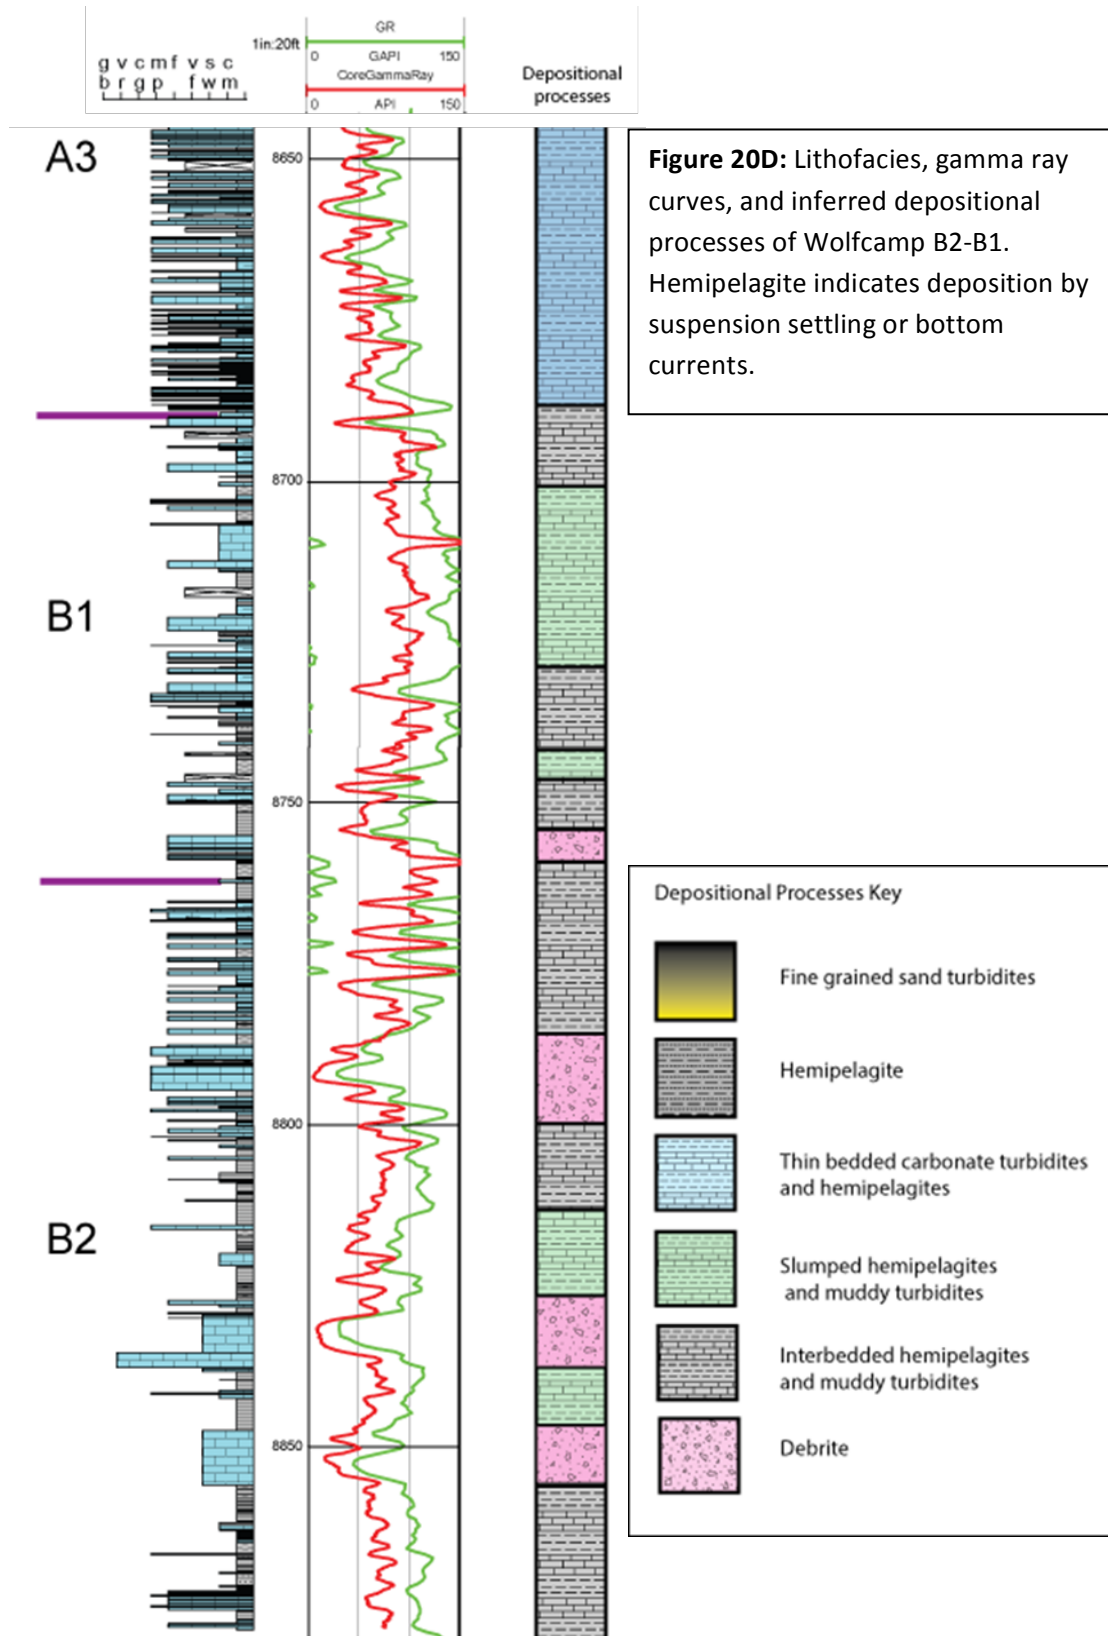 GR
1in:20ft
0 GAPI 150
CoreGammaRay
0 API 150
g v c m f v s c
b r g p f w m
Depositional
processes
A3
8650
Figure 20D: Lithofacies, gamma ray
curves, and inferred depositional
processes of Wolfcamp B2-B1.
Hemipelagite indicates deposition by
suspension settling or bottom
currents.
8700
B1
8750
8800
B2
8850
Depositional Processes Key
Fine grained sand turbidites
Hemipelagite
Thin bedded carbonate turbidites
and hemipelagites
Slumped hemipelagites
and muddy turbidites
Interbedded hemipelagites
and muddy turbidites
Debrite